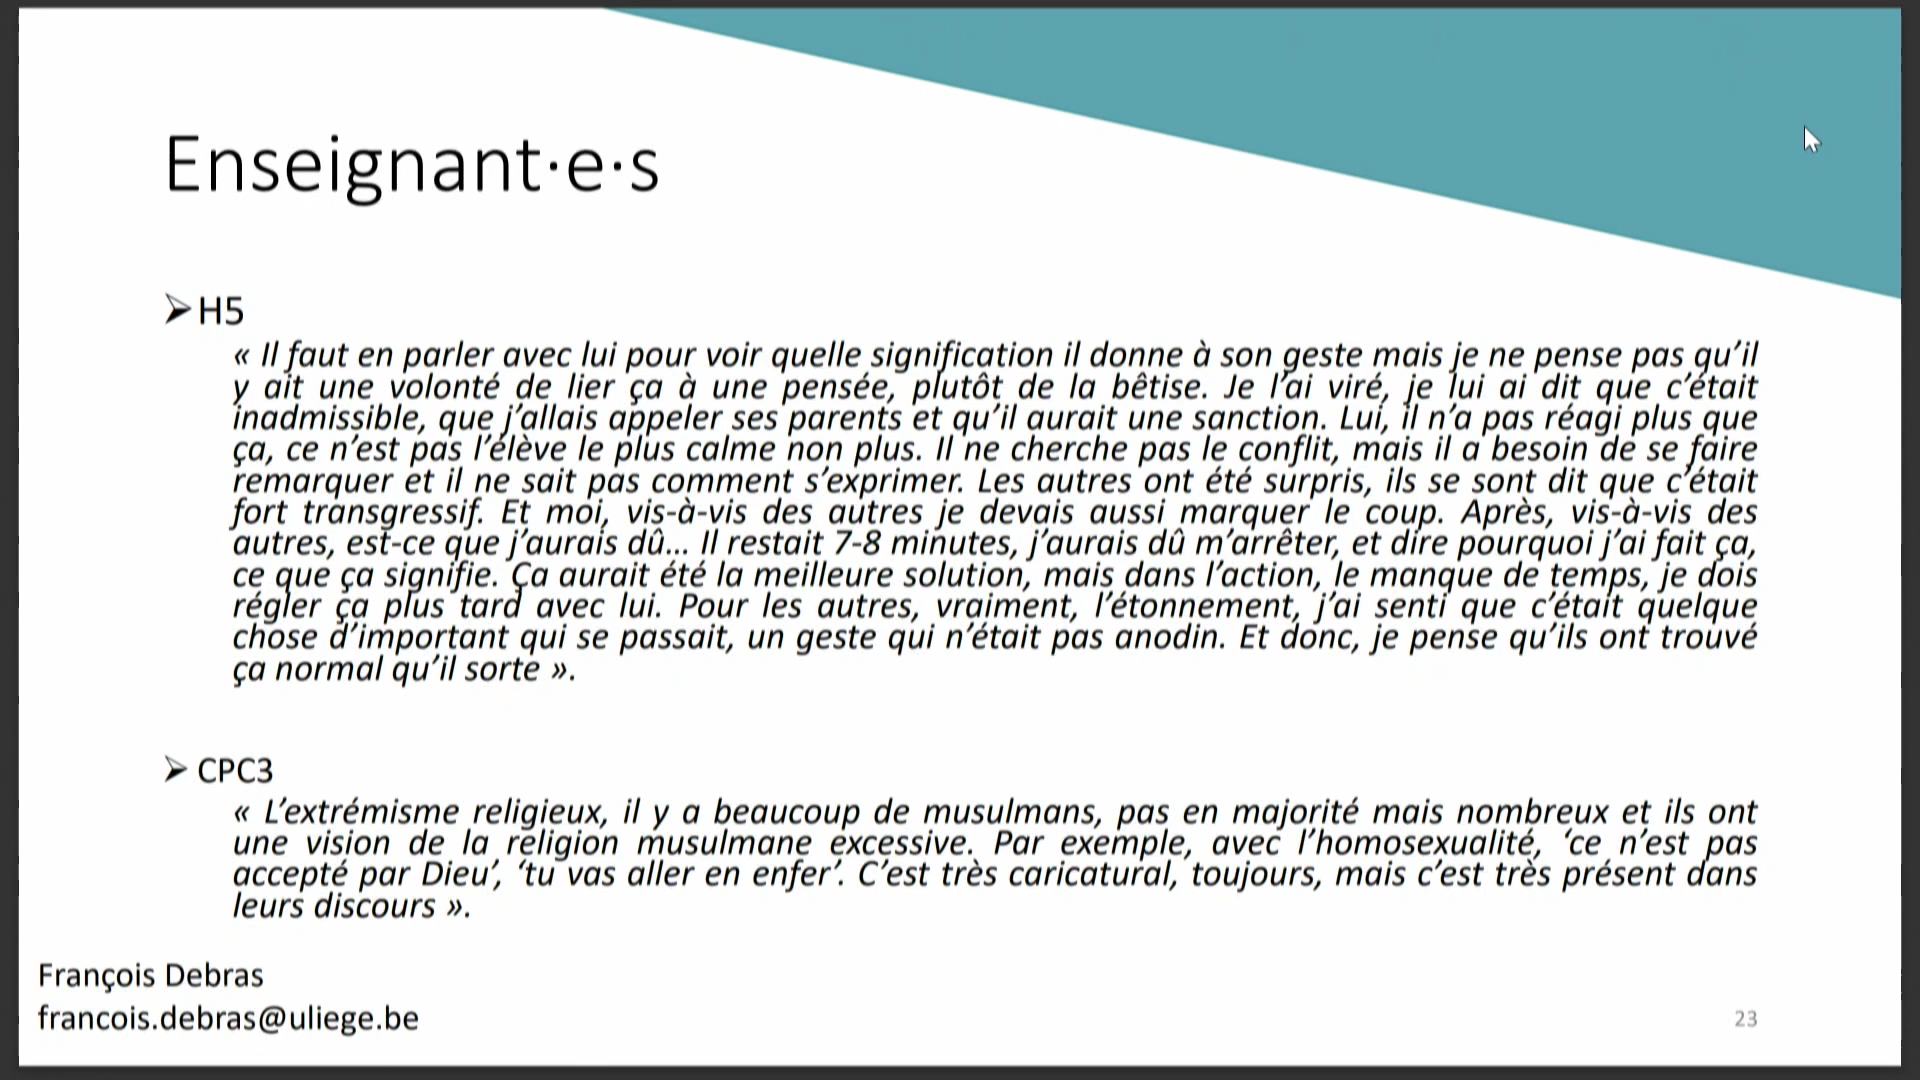 Enseignant·e·s
➢H5
« Il faut en parler avec lui pour voir quelle signification il donne à son geste mais je ne pense pas qu’il
y ait une volonté de lier ça à une pensée, plutôt de la bêtise. Je l’ai viré, je lui ai dit que c’était
inadmissible, que j’allais appeler ses parents et qu’il aurait une sanction. Lui, il n’a pas réagi plus que
ça, ce n’est pas l’élève le plus calme non plus. Il ne cherche pas le conflit, mais il a besoin de se faire
remarquer et il ne sait pas comment s’exprimer. Les autres ont été surpris, ils se sont dit que c’était
fort transgressif. Et moi, vis-à-vis des autres je devais aussi marquer le coup. Après, vis-à-vis des
autres, est-ce que j’aurais dû… Il restait 7-8 minutes, j’aurais dû m’arrêter, et dire pourquoi j’ai fait ça,
ce que ça signifie. Ça aurait été la meilleure solution, mais dans l’action, le manque de temps, je dois
régler ça plus tard avec lui. Pour les autres, vraiment, l’étonnement, j’ai senti que c’était quelque
chose d’important qui se passait, un geste qui n’était pas anodin. Et donc, je pense qu’ils ont trouvé
ça normal qu’il sorte ».
➢ CPC3
« L’extrémisme religieux, il y a beaucoup de musulmans, pas en majorité mais nombreux et ils ont
une vision de la religion musulmane excessive. Par exemple, avec l’homosexualité, ‘ce n’est pas
accepté par Dieu’, ‘tu vas aller en enfer’. C’est très caricatural, toujours, mais c’est très présent dans
leurs discours ».
François Debras
francois.debras@uliege.be
23